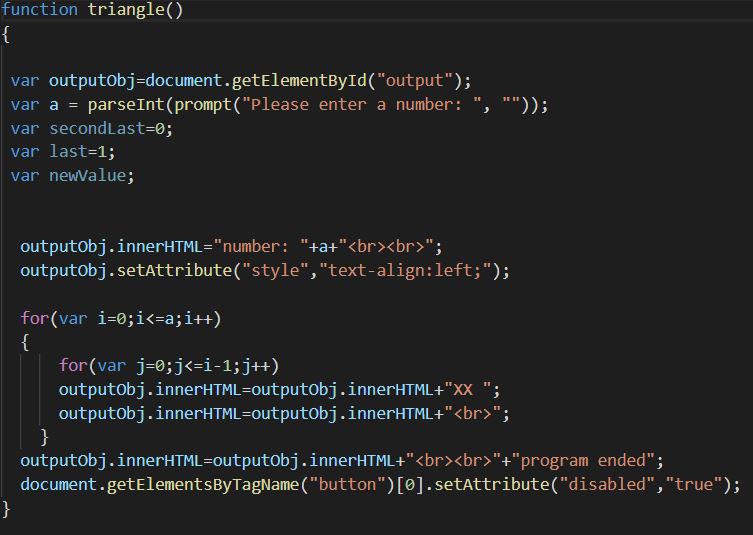 function triangle()
{
var outputObj=document.getElementById("output");
var a = parseInt(prompt("Please enter a number: ", ""));
var secondLast=0;
var last=1;
var newValue;
outputObj.innerHTML="number: "+a+"<br><br>";
outputObj.setAttribute("style","text-align:left;");
for(var i=0;i<=a;i++)
{
for(var j=0;j<=i-1;j++)
outputObj.innerHTML=outputObj.innerHTML+"XX ";
outputObj.innerHTML=outputObj.innerHTML+"<br>";
}
outputObj.innerHTML=outputObj.innerHTML+"<br><br>"+"program ended";
document.getElementsByTagName("button")[0].setAttribute("disabled","true");
}